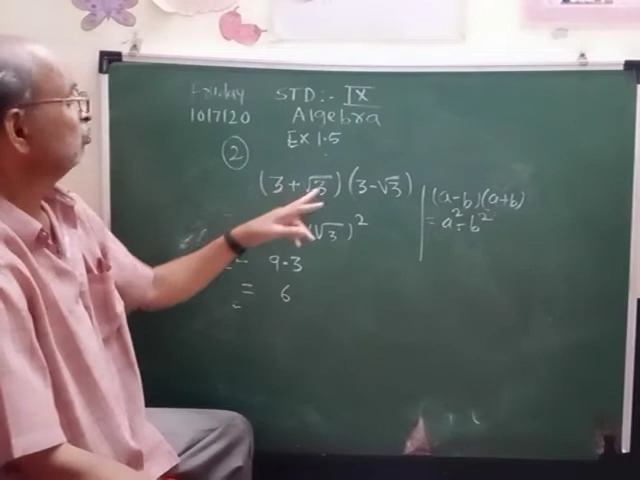 Friday STD:- IX
10/7/20 Algebra
Ex 1.5
2
(3+√3)(3-√3)
(√3)²
= 9-3
= 6
(a-b)(a+b)
= a²-b²